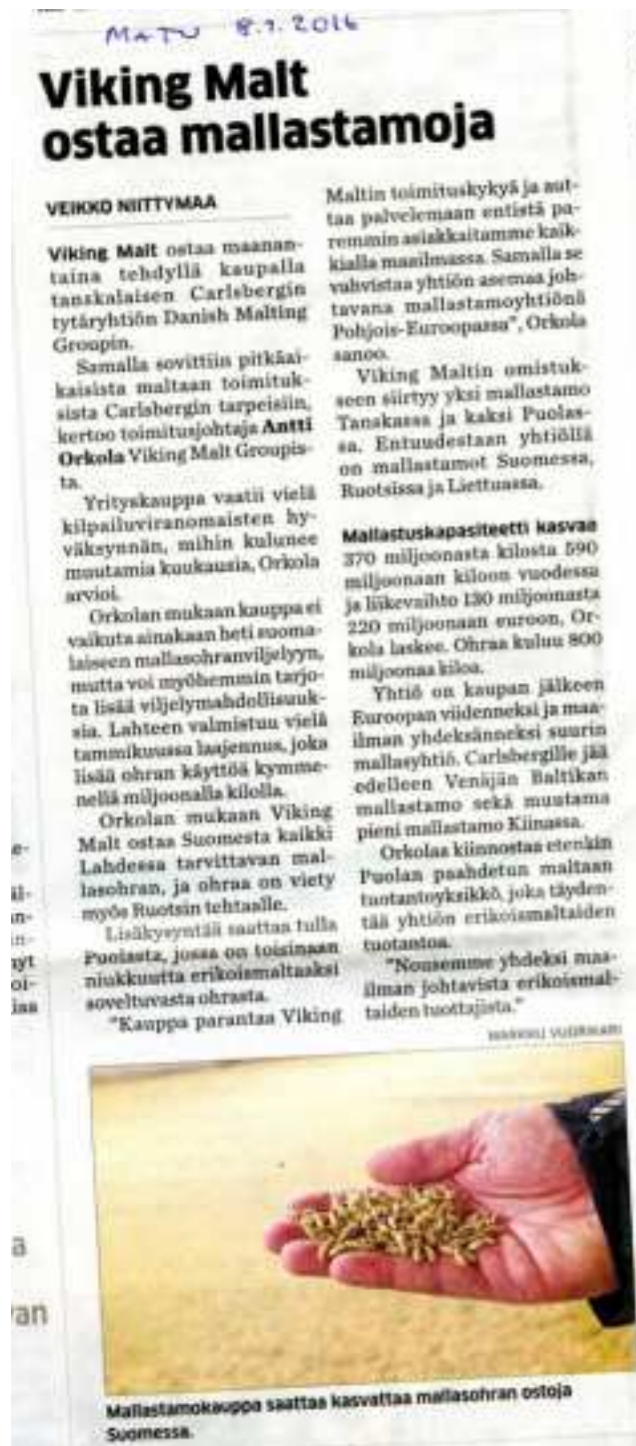 MATU 8.1.2016
Viking Malt
ostaa mallastamoja
VEIKKO NIITTYMAA
Viking Malt ostaa maanan-
taina tehdyllä kaupalla
tanskalaisen Carlsbergin
tytäryhtiön Danish Malting
Groupin.
Samalla sovittiin pitkäai-
kaisista maltaan toimituk-
sista Carlsbergin tarpeisiin,
kertoo toimitusjohtaja Antti
Orkola Viking Malt Groupis-
ta.
Yrityskauppa vaatii vielä
kilpailuviranomaisten hy-
väksynnän, mihin kulunee
muutamia kuukausia, Orkola
arvioi.
Orkolan mukaan kauppa ei
vaikuta ainakaan heti suoma-
laiseen mallasohranviljelyyn,
mutta voi myöhemmin tarjo-
ta lisää viljelymahdollisuuk-
sia. Lahteen valmistuu vielä
tammikuussa laajennus, joka
lisää ohran käyttöä kymme-
nellä miljoonalla kilolla.
Orkolan mukaan Viking
Malt ostaa Suomesta kaikki
Lahdessa tarvittavan mal-
lasohran, ja ohraa on viety
myös Ruotsin tehtaalle.
Lisäkysyntää saattaa tulla
Puolasta, jossa on toisinaan
niukkuutta erikoismaltaaksi
soveltuvasta ohrasta.
"Kauppa parantaa Viking
Maltin toimituskykyä ja aut-
taa palvelemaan entistä pa-
remmin asiakkaitamme kaik-
kialla maailmassa. Samalla se
vahvistaa yhtiön asemaa joh-
tavana mallastamoyhtiönä
Pohjois-Euroopassa", Orkola
sanoo.
Viking Maltin omistuk-
seen siirtyy yksi mallastamo
Tanskassa ja kaksi Puolas-
sa. Entuudestaan yhtiöllä
on mallastamot Suomessa,
Ruotsissa ja Liettuassa.
Mallastuskapasiteetti kasvaa
370 miljoonasta kilosta 590
miljoonaan kiloon vuodessa
ja liikevaihto 130 miljoonasta
220 miljoonaan euroon, Or-
kola laskee. Ohraa kuluu 800
miljoonaa kiloa.
Yhtiö on kaupan jälkeen
Euroopan viidenneksi ja maa-
ilman yhdeksänneksi suurin
mallasyhtiö. Carlsbergille jää
edelleen Venäjän Baltikan
mallastamo sekä muutama
pieni mallastamo Kiinassa.
Orkolaa kiinnostaa etenkin
Puolan paahdetun maltaan
tuotantoyksikkö, joka täyden-
tää yhtiön erikoismaltaiden
tuotantoa.
"Nousemme yhdeksi maa-
ilman johtavista erikoismal-
taiden tuottajista."
MARKKU VUORIKARI
Mallastamokauppa saattaa kasvattaa mallasohran ostoja
Suomessa.